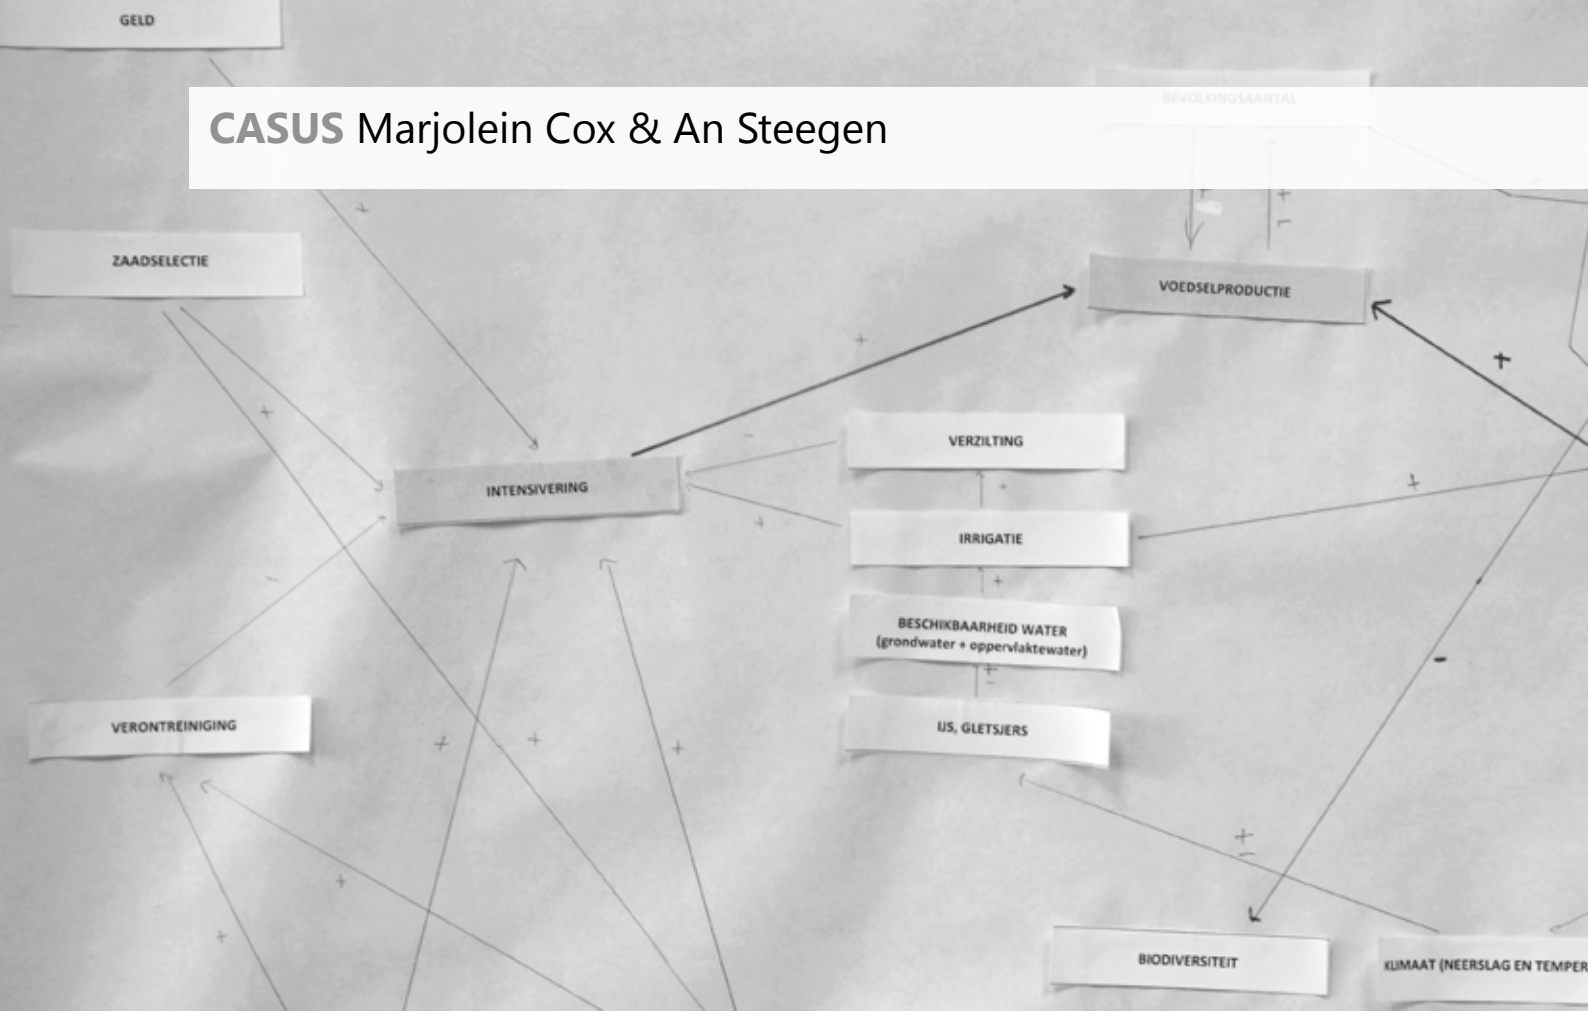 GELD
BEVOLKINGSAANTAL
CASUS Marjolein Cox & An Steegen
+
+
+
-
ZAADSELECTIE
VOEDSELPRODUCTIE
+
+
+
VERZILTING
-
+
INTENSIVERING
+
+
IRRIGATIE
+
-
BESCHIKBAARHEID WATER
(grondwater + oppervlaktewater)
-
+
-
VERONTREINIGING
IJS, GLETSJERS
+
+
+
+
-
+
+
BIODIVERSITEIT
KLIMAAT (NEERSLAG EN TEMPER